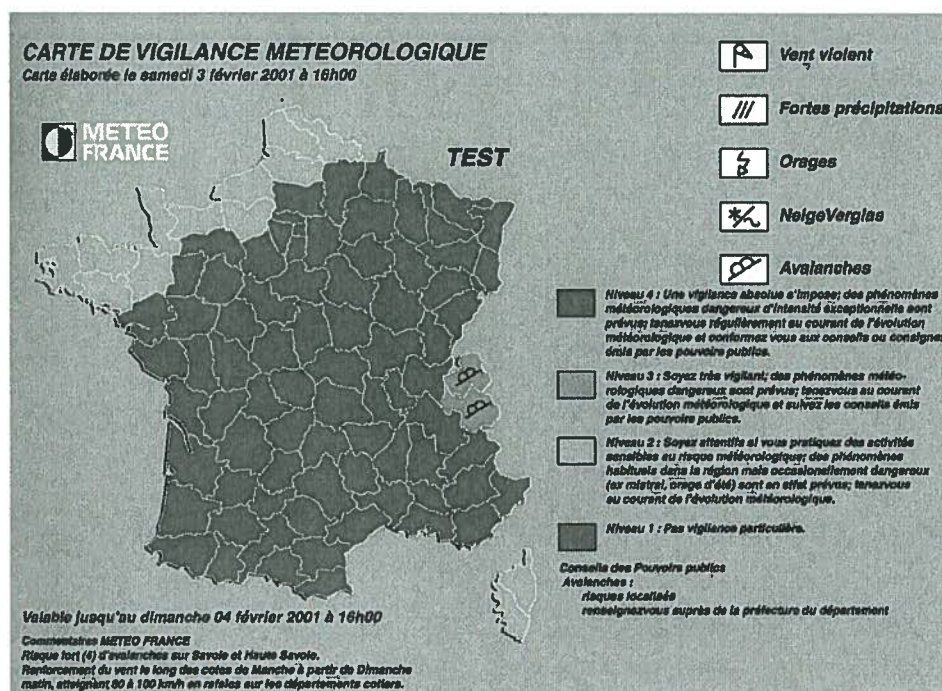 CARTE DE VIGILANCE METEOROLOGIQUE
Carte élaborée le samedi 3 février 2001 à 16h00
METEO
FRANCE
TEST
Vent violent
Fortes précipitations
Orages
NeigeVerglas
Avalanches
Niveau 4 : Une vigilance absolue s'impose; des phénomènes
météorologiques dangereux d'intensité exceptionnelle sont
prévus; tenezvous régulièrement au courant de l'évolution
météorologique et conformez vous aux conseils ou consignes
émis par les pouvoirs publics.
Niveau 3 : Soyez très vigilant; des phénomènes météo-
rologiques dangereux sont prévus; tenezvous au courant
de l'évolution météorologique et suivez les conseils émis
par les pouvoirs publics.
Niveau 2 : Soyez attentifs si vous pratiquez des activités
sensibles au risque météorologique; des phénomènes
habituels dans la région mais occasionnellement dangereux
(ex mistral, orage d'été) sont en effet prévus; tenezvous
au courant de l'évolution météorologique.
Niveau 1 : Pas vigilance particulière.
Conseils des Pouvoirs publics
Avalanches :
risques localisés
renseignezvous auprès de la préfecture du département
Valable jusqu'au dimanche 04 février 2001 à 16h00
Commentaires METEO FRANCE
Risque fort (4) d'avalanches sur Savoie et Haute Savoie.
Renforcement du vent le long des cotes de Manche à partir de Dimanche
matin, atteignant 80 à 100 km/h en rafales sur les départements cotiers.